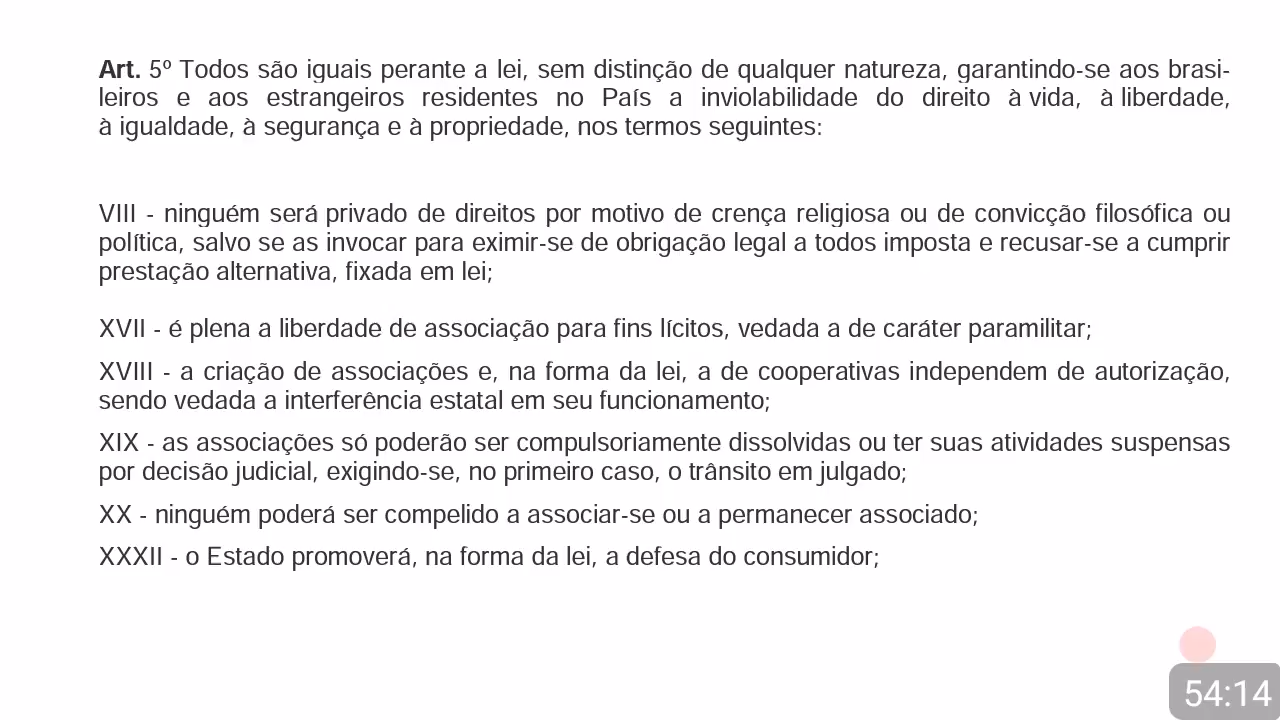 Art. 5º Todos são iguais perante a lei, sem distinção de qualquer natureza, garantindo-se aos brasi-
leiros e aos estrangeiros residentes no País a inviolabilidade do direito à vida, à liberdade,
à igualdade, à segurança e à propriedade, nos termos seguintes:
VIII - ninguém será privado de direitos por motivo de crença religiosa ou de convicção filosófica ou
política, salvo se as invocar para eximir-se de obrigação legal a todos imposta e recusar-se a cumprir
prestação alternativa, fixada em lei;
XVII - é plena a liberdade de associação para fins lícitos, vedada a de caráter paramilitar;
XVIII - a criação de associações e, na forma da lei, a de cooperativas independem de autorização,
sendo vedada a interferência estatal em seu funcionamento;
XIX - as associações só poderão ser compulsoriamente dissolvidas ou ter suas atividades suspensas
por decisão judicial, exigindo-se, no primeiro caso, o trânsito em julgado;
XX - ninguém poderá ser compelido a associar-se ou a permanecer associado;
XXXII - o Estado promoverá, na forma da lei, a defesa do consumidor;
54:14